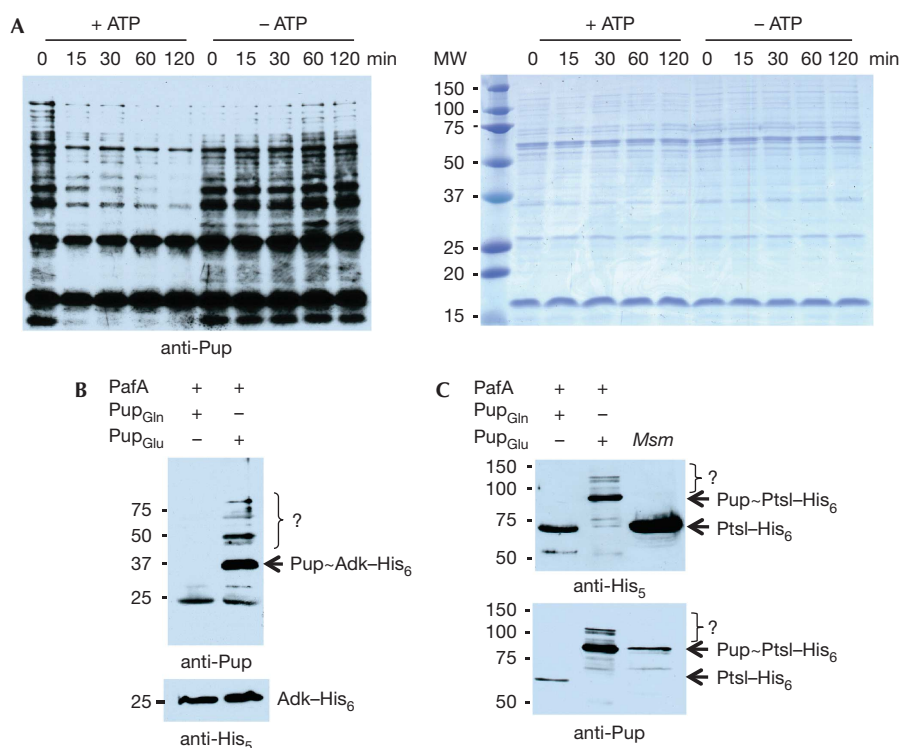 A
+ ATP – ATP
0 15 30 60 120 0 15 30 60 120 min
anti-Pup
+ ATP – ATP
MW 0 15 30 60 120 0 15 30 60 120 min
150
100
75
50
37
25
20
15
B
PafA + +
PupGln + –
PupGlu – +
75
50
37
25
?
Pup~Adk–His6
anti-Pup
25
Adk–His6
anti-His5
C
PafA + +
PupGln + –
PupGlu – + Msm
150
100
75
50
?
Pup~PtsI–His6
PtsI–His6
anti-His5
150
100
75
50
?
Pup~PtsI–His6
PtsI–His6
anti-Pup